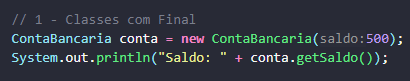 // 1 - Classes com Final
ContaBancaria conta = new ContaBancaria(saldo:500);
System.out.println("Saldo: " + conta.getSaldo());